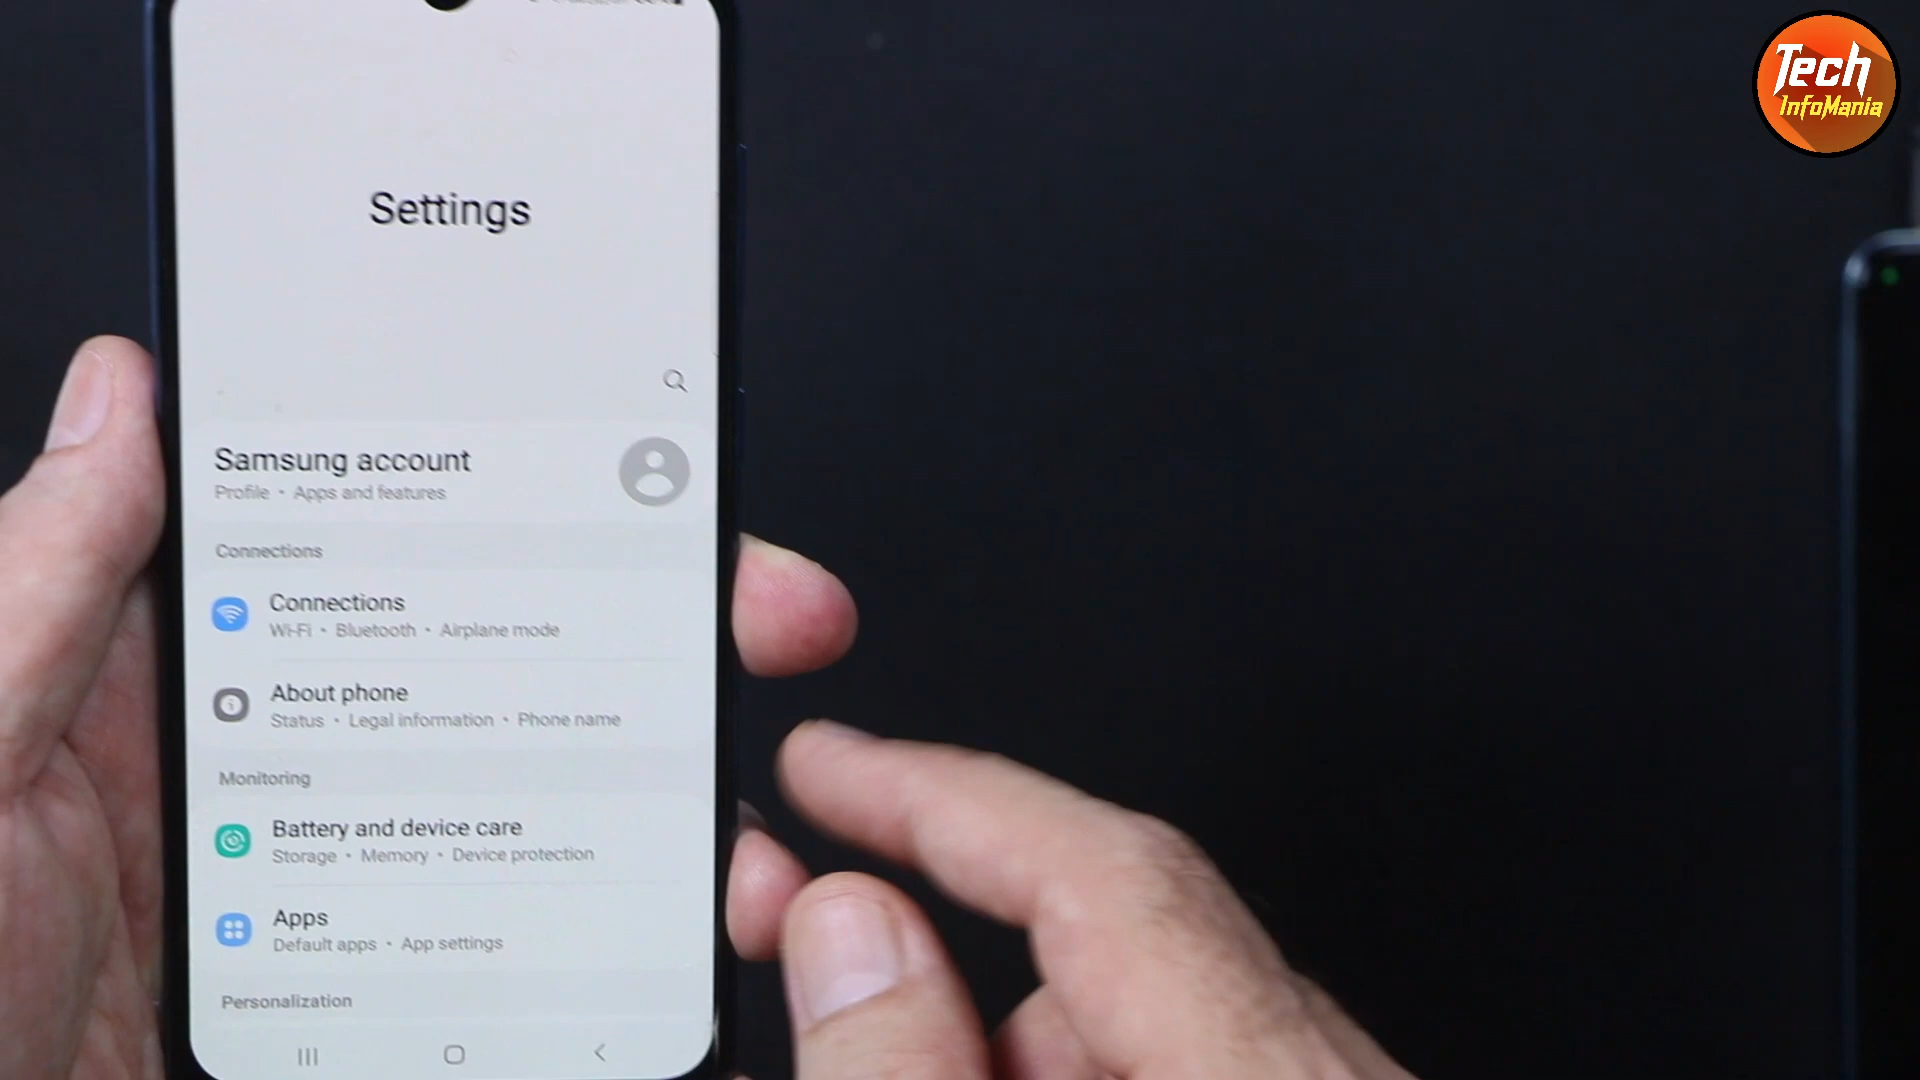 Tech
InfoMania
Settings
Samsung account
Profile • Apps and features
Connections
Connections
Wi-Fi • Bluetooth • Airplane mode
About phone
Status • Legal information • Phone name
Monitoring
Battery and device care
Storage • Memory • Device protection
Apps
Default apps • App settings
Personalization